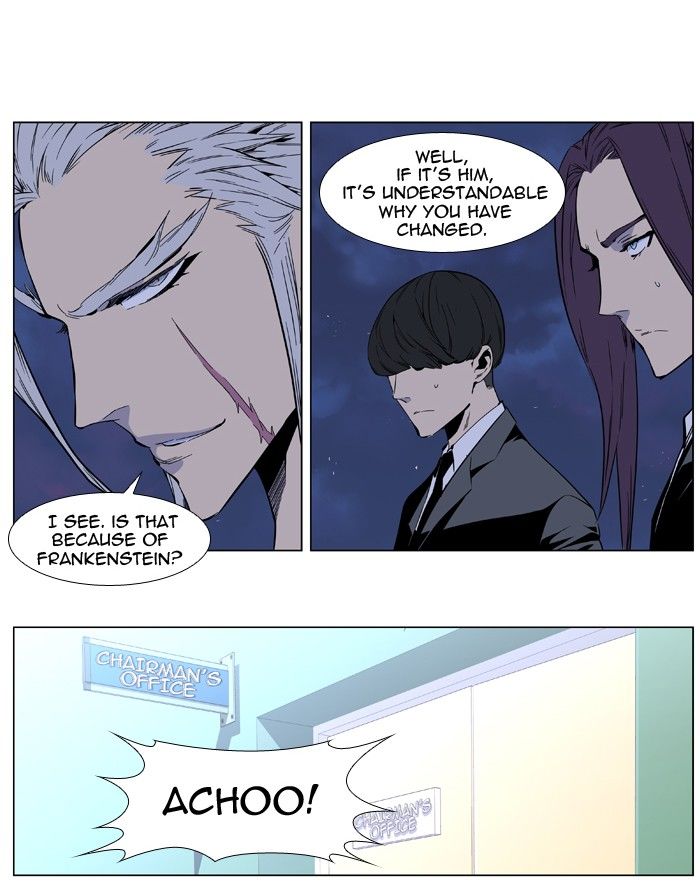 I SEE. IS THAT
BECAUSE OF
FRANKENSTEIN?
WELL,
IF IT'S HIM,
IT'S UNDERSTANDABLE
WHY YOU HAVE
CHANGED.
CHAIRMAN'S
OFFICE
ACHOO!
CHAIRMAN'S
OFFICE